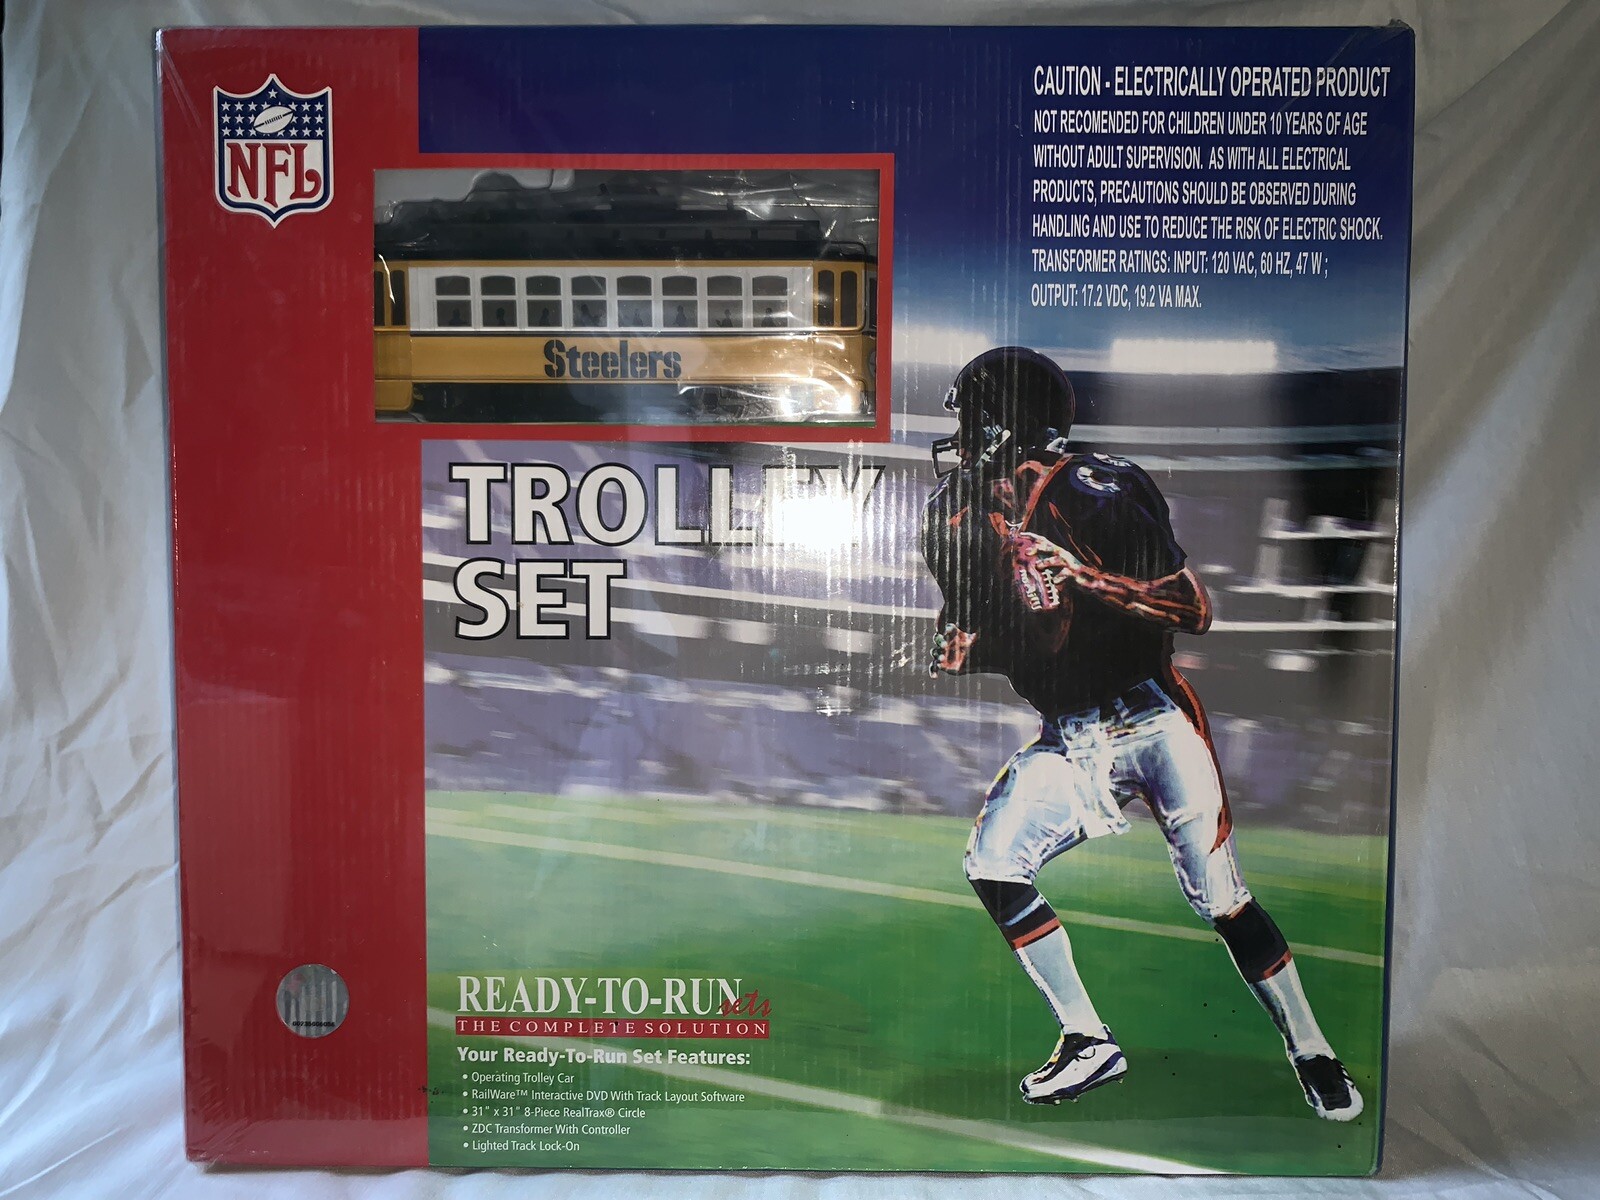 NFL
CAUTION - ELECTRICALLY OPERATED PRODUCT
NOT RECOMENDED FOR CHILDREN UNDER 10 YEARS OF AGE
WITHOUT ADULT SUPERVISION. AS WITH ALL ELECTRICAL
PRODUCTS, PRECAUTIONS SHOULD BE OBSERVED DURING
HANDLING AND USE TO REDUCE THE RISK OF ELECTRIC SHOCK.
TRANSFORMER RATINGS: INPUT: 120 VAC, 60 HZ, 47 W ;
OUTPUT: 17.2 VDC, 19.2 VA MAX.
Steelers
TROLLEY
SET
READY-TO-RUN sets
THE COMPLETE SOLUTION
Your Ready-To-Run Set Features:
• Operating Trolley Car
• RailWare™ Interactive DVD With Track Layout Software
• 31" x 31" 8-Piece RealTrax® Circle
• ZDC Transformer With Controller
• Lighted Track Lock-On